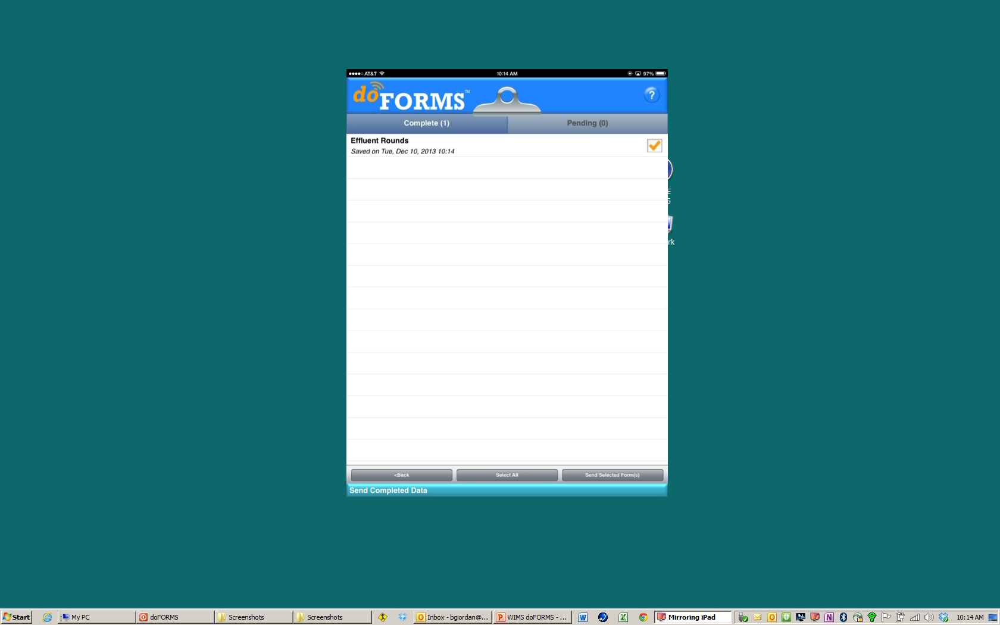 ●●●●○ AT&T 10:14 AM 97%
doFORMS™
?
Complete (1) Pending (0)
Effluent Rounds
Saved on Tue, Dec 10, 2013 10:14
E
S
rk
<Back Select All Send Selected Form(s)
Send Completed Data
Start My PC doFORMS Screenshots Screenshots Inbox - bgiordan@... WIMS doFORMS - ... Mirroring iPad 10:14 AM